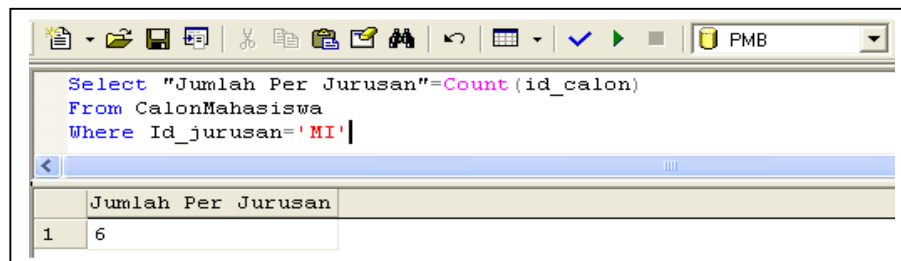 PMB
Select "Jumlah Per Jurusan"=Count(id_calon)
From CalonMahasiswa
Where Id_jurusan='MI'
Jumlah Per Jurusan
1 6